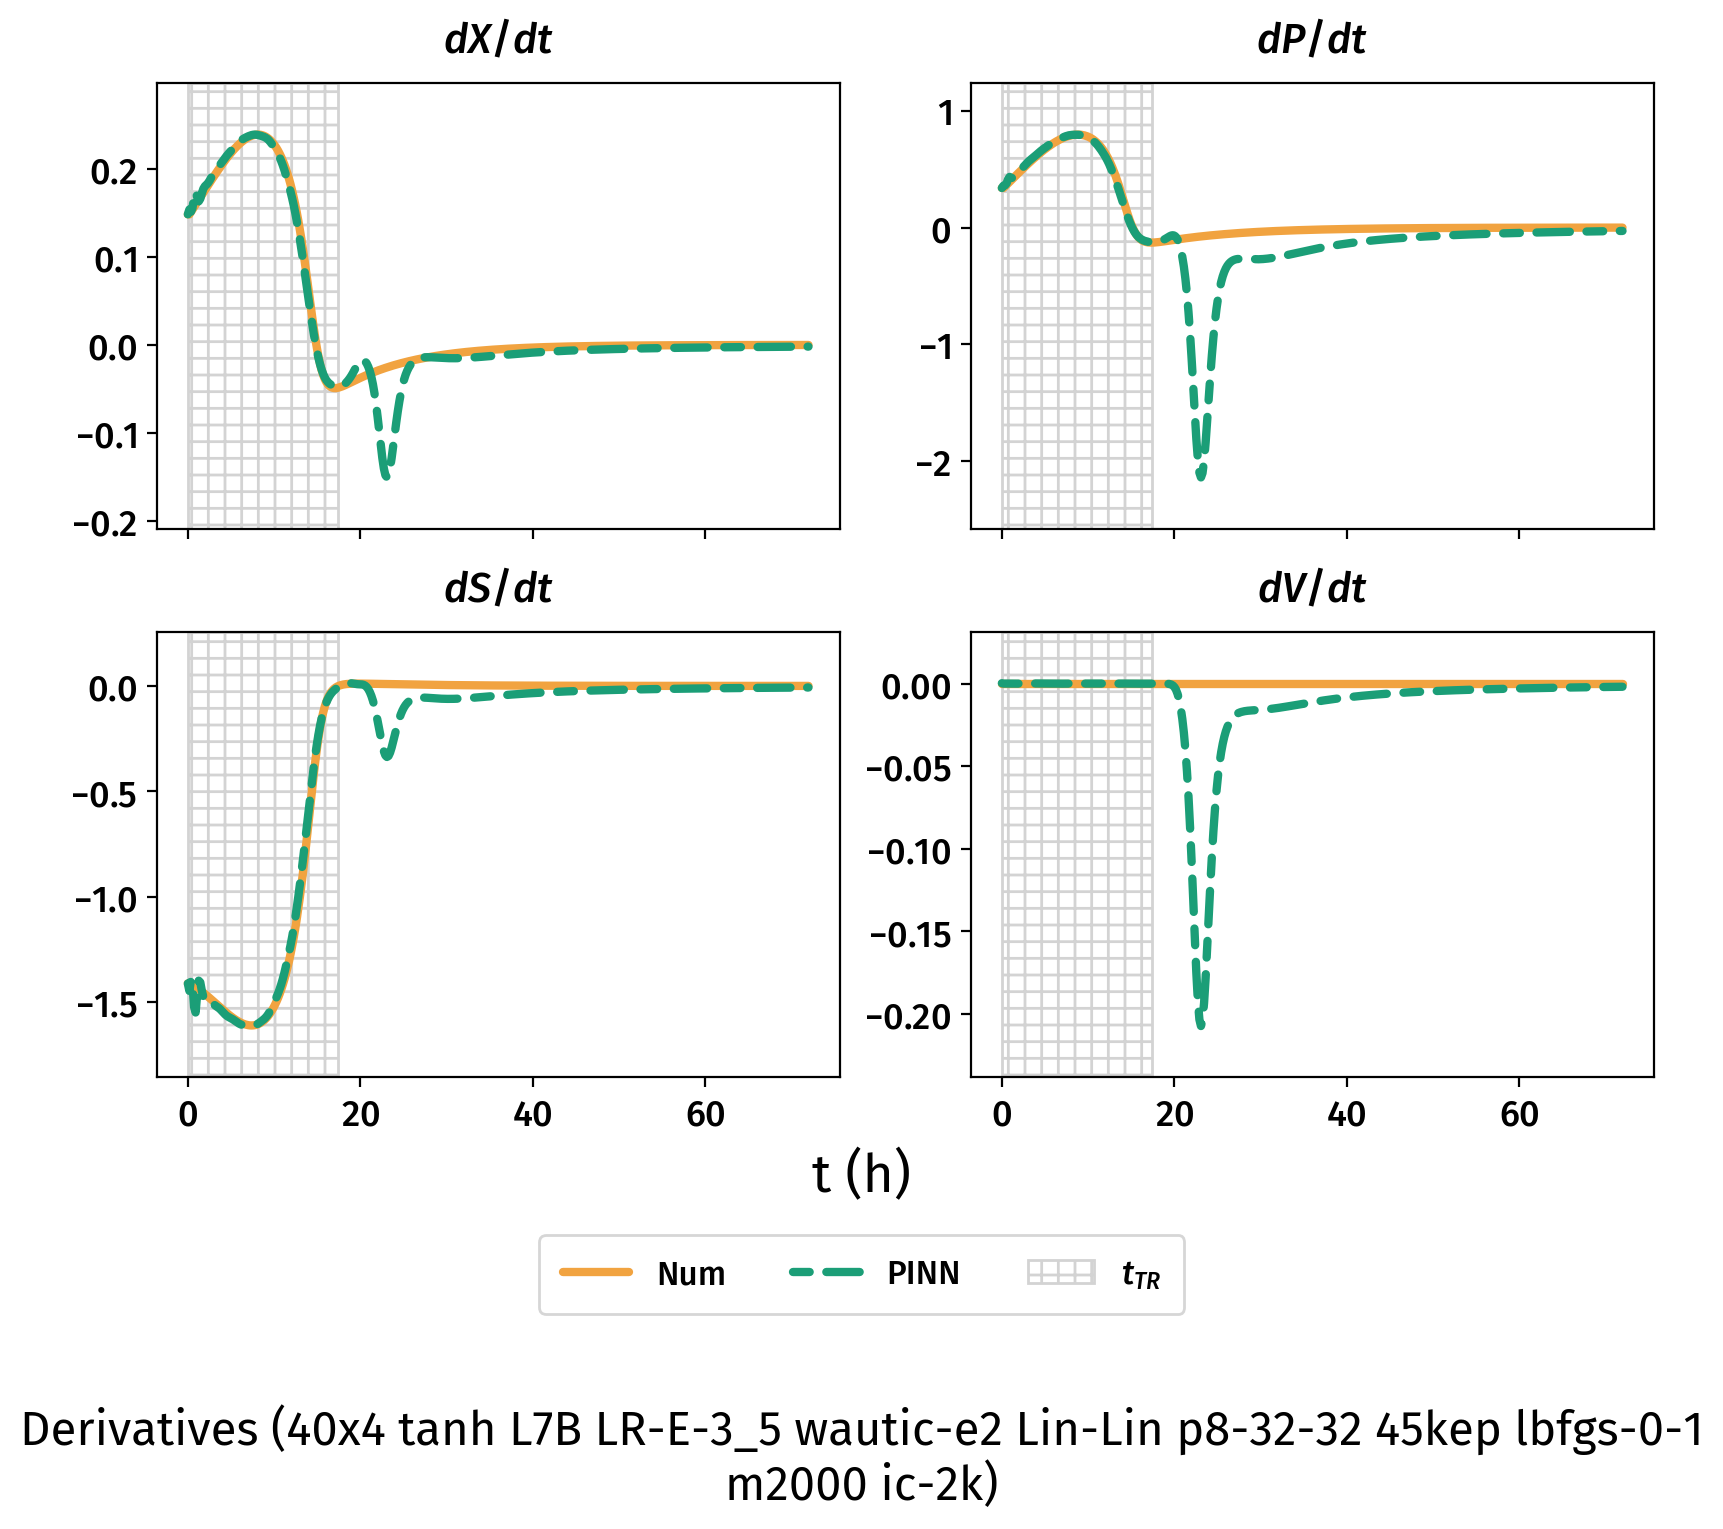 dX/dt
dP/dt
0.2
0.1
0.0
−0.1
−0.2
1
0
−1
−2
dS/dt
dV/dt
0.0
−0.5
−1.0
−1.5
0
20
40
60
0.00
−0.05
−0.10
−0.15
−0.20
0
20
40
60
t (h)
Num
PINN
tTR
Derivatives (40x4 tanh L7B LR-E-3_5 wautic-e2 Lin-Lin p8-32-32 45kep lbfgs-0-1
m2000 ic-2k)